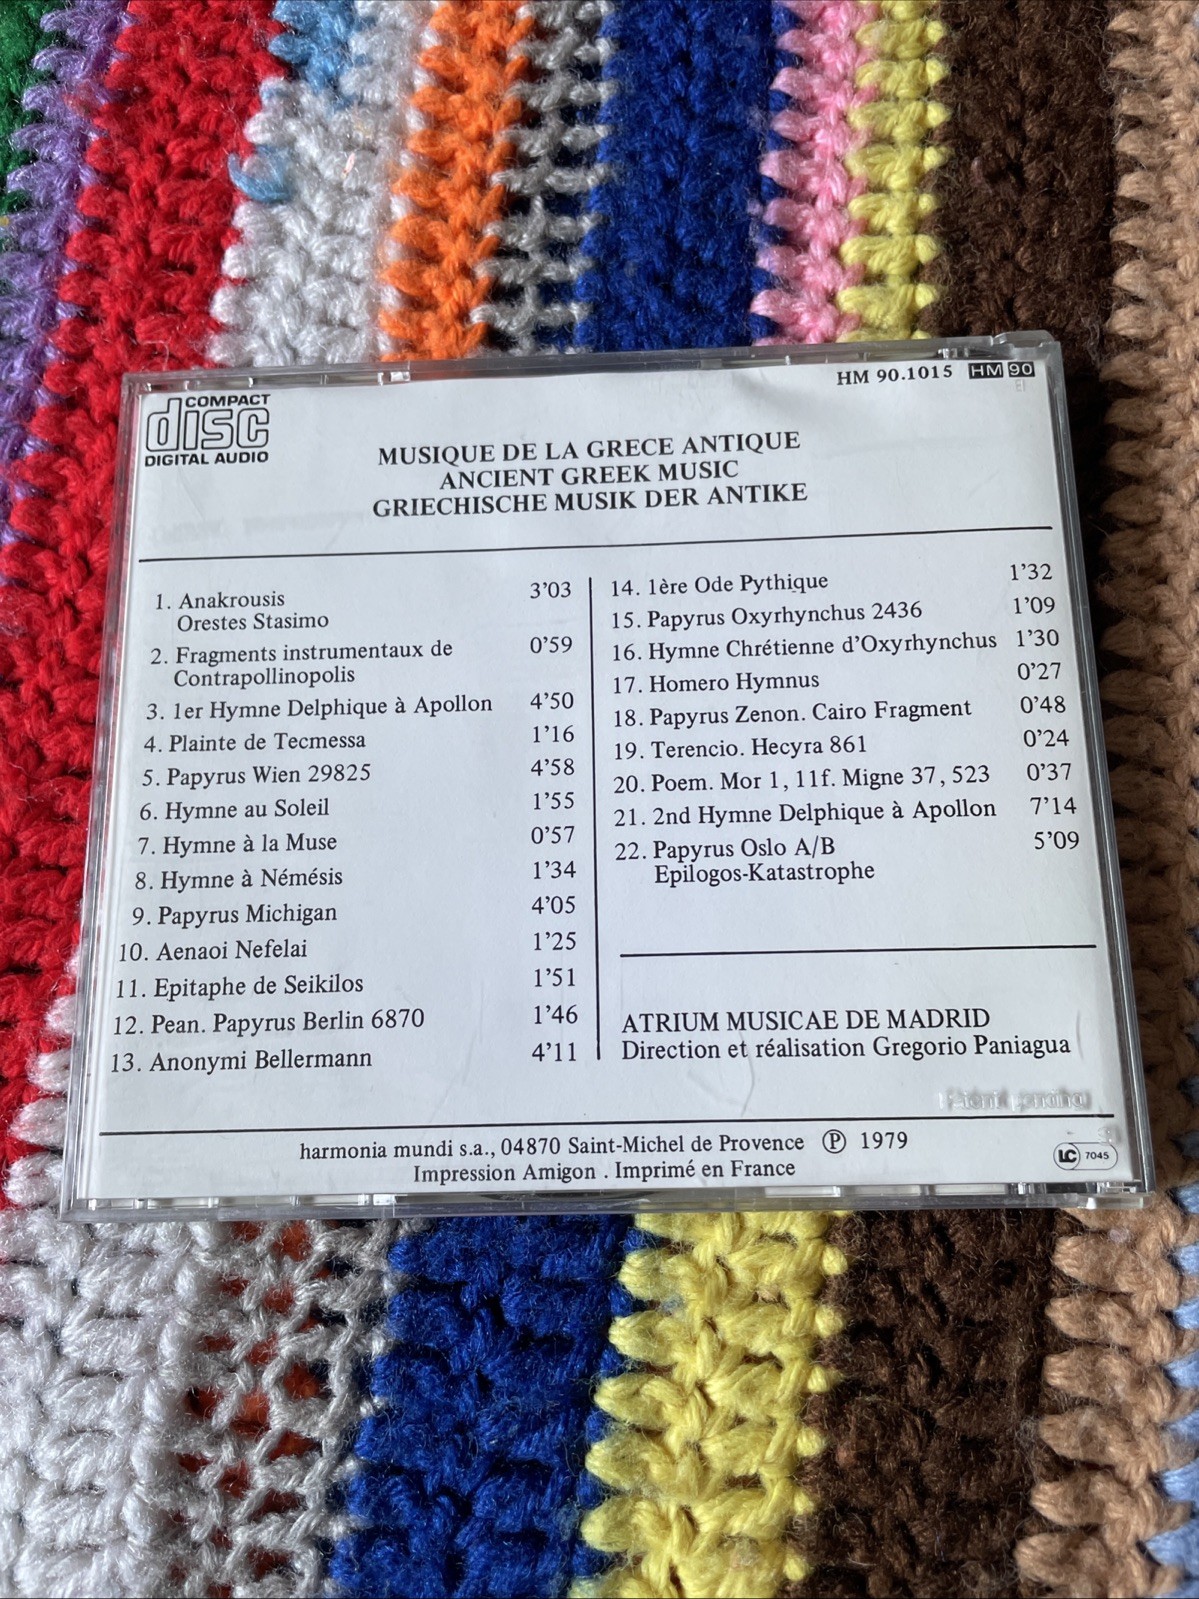 COMPACT
disc
DIGITAL AUDIO
HM 90.1015 HM 90
MUSIQUE DE LA GRECE ANTIQUE
ANCIENT GREEK MUSIC
GRIECHISCHE MUSIK DER ANTIKE
1. Anakrousis 3'03
Orestes Stasimo
2. Fragments instrumentaux de 0'59
Contrapollinopolis
3. 1er Hymne Delphique à Apollon 4'50
4. Plainte de Tecmessa 1'16
5. Papyrus Wien 29825 4'58
6. Hymne au Soleil 1'55
7. Hymne à la Muse 0'57
8. Hymne à Némésis 1'34
9. Papyrus Michigan 4'05
10. Aenaoi Nefelai 1'25
11. Epitaphe de Seikilos 1'51
12. Pean. Papyrus Berlin 6870 1'46
13. Anonymi Bellermann 4'11
14. 1ère Ode Pythique 1'32
15. Papyrus Oxyrhynchus 2436 1'09
16. Hymne Chrétienne d'Oxyrhynchus 1'30
17. Homero Hymnus 0'27
18. Papyrus Zenon. Cairo Fragment 0'48
19. Terencio. Hecyra 861 0'24
20. Poem. Mor 1, 11f. Migne 37, 523 0'37
21. 2nd Hymne Delphique à Apollon 7'14
22. Papyrus Oslo A/B 5'09
Epilogos-Katastrophe
ATRIUM MUSICAE DE MADRID
Direction et réalisation Gregorio Paniagua
harmonia mundi s.a., 04870 Saint-Michel de Provence Ⓟ 1979
Impression Amigon . Imprimé en France
LC 7045